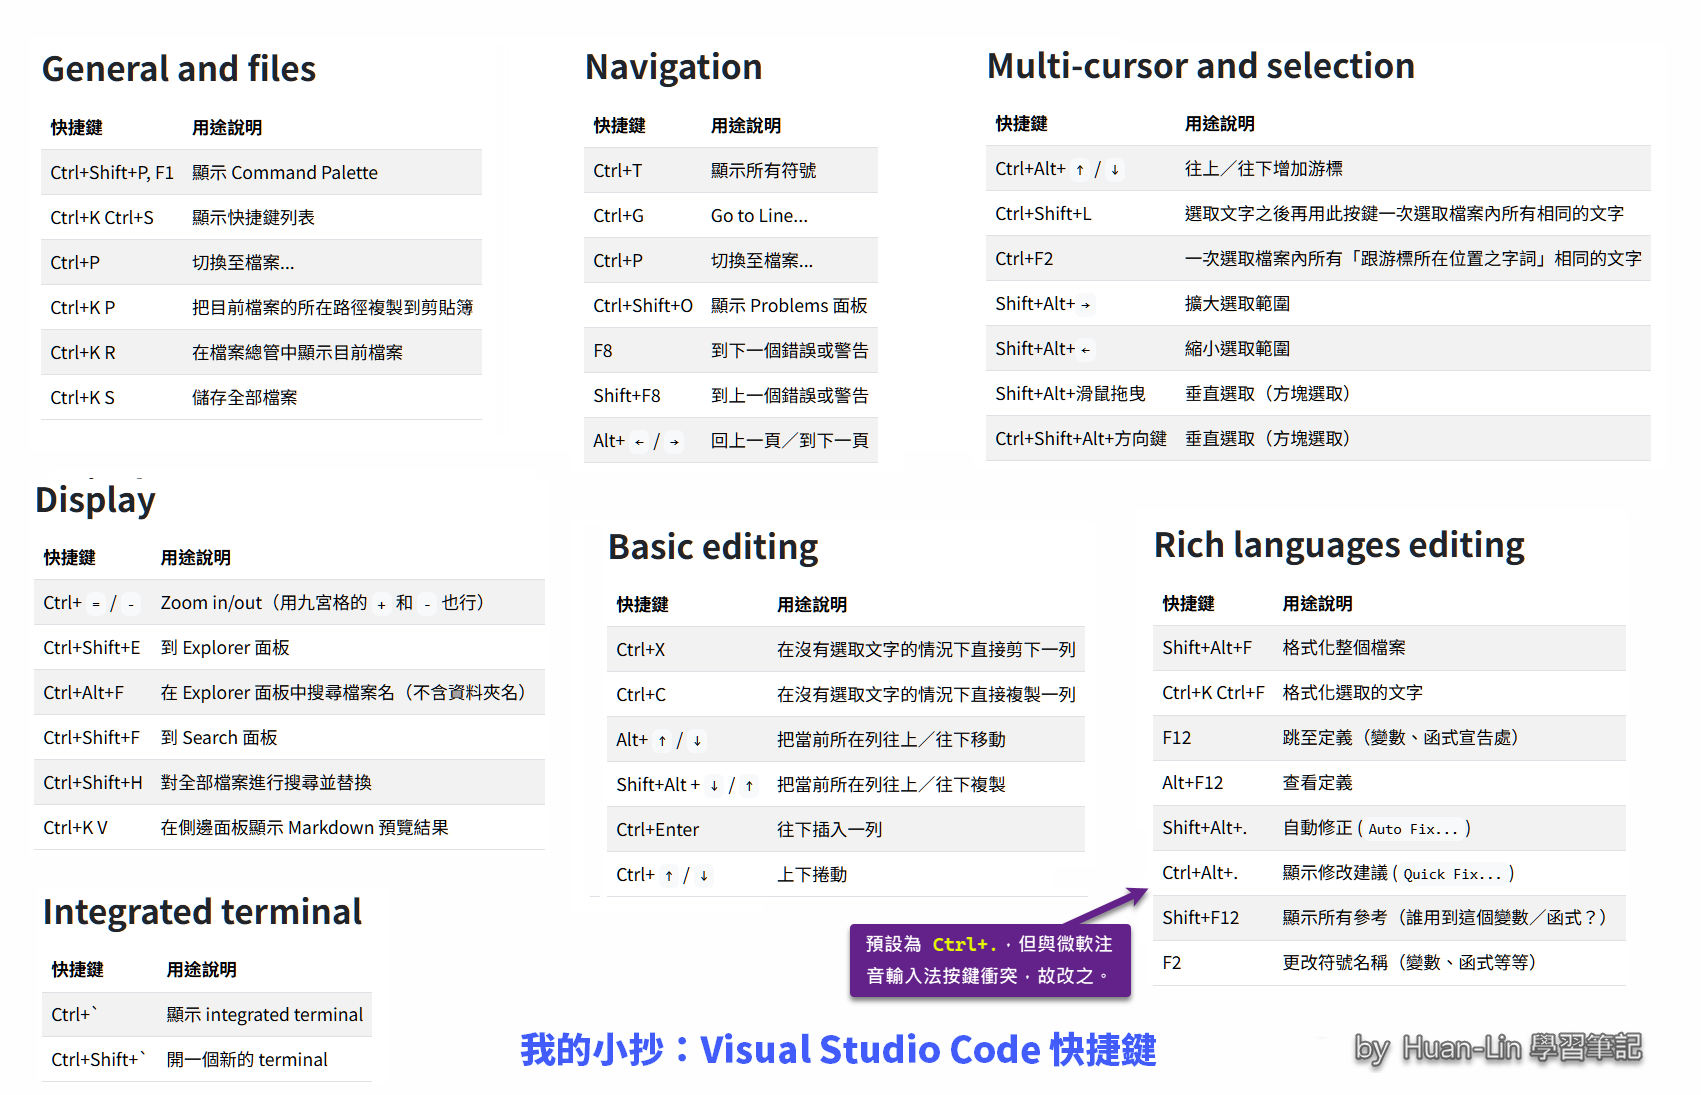 General and files
快捷鍵 用途說明
Ctrl+Shift+P, F1 顯示 Command Palette
Ctrl+K Ctrl+S 顯示快捷鍵列表
Ctrl+P 切換至檔案...
Ctrl+K P 把目前檔案的所在路徑複製到剪貼簿
Ctrl+K R 在檔案總管中顯示目前檔案
Ctrl+K S 儲存全部檔案
Navigation
快捷鍵 用途說明
Ctrl+T 顯示所有符號
Ctrl+G Go to Line...
Ctrl+P 切換至檔案...
Ctrl+Shift+O 顯示 Problems 面板
F8 到下一個錯誤或警告
Shift+F8 到上一個錯誤或警告
Alt+ ← / → 回上一頁／到下一頁
Multi-cursor and selection
快捷鍵 用途說明
Ctrl+Alt+ ↑ / ↓ 往上／往下增加游標
Ctrl+Shift+L 選取文字之後再用此按鍵一次選取檔案內所有相同的文字
Ctrl+F2 一次選取檔案內所有「跟游標所在位置之字詞」相同的文字
Shift+Alt+ → 擴大選取範圍
Shift+Alt+ ← 縮小選取範圍
Shift+Alt+滑鼠拖曳 垂直選取（方塊選取）
Ctrl+Shift+Alt+方向鍵 垂直選取（方塊選取）
Display
快捷鍵 用途說明
Ctrl+ = / - Zoom in/out（用九宮格的 + 和 - 也行）
Ctrl+Shift+E 到 Explorer 面板
Ctrl+Alt+F 在 Explorer 面板中搜尋檔案名（不含資料夾名）
Ctrl+Shift+F 到 Search 面板
Ctrl+Shift+H 對全部檔案進行搜尋並替換
Ctrl+K V 在側邊面板顯示 Markdown 預覽結果
Basic editing
快捷鍵 用途說明
Ctrl+X 在沒有選取文字的情況下直接剪下一列
Ctrl+C 在沒有選取文字的情況下直接複製一列
Alt+ ↑ / ↓ 把當前所在列往上／往下移動
Shift+Alt + ↓ / ↑ 把當前所在列往上／往下複製
Ctrl+Enter 往下插入一列
Ctrl+ ↑ / ↓ 上下捲動
Rich languages editing
快捷鍵 用途說明
Shift+Alt+F 格式化整個檔案
Ctrl+K Ctrl+F 格式化選取的文字
F12 跳至定義（變數、函式宣告處）
Alt+F12 查看定義
Shift+Alt+. 自動修正 ( Auto Fix... )
Ctrl+Alt+. 顯示修改建議 ( Quick Fix... )
Shift+F12 顯示所有參考（誰用到這個變數／函式？）
F2 更改符號名稱（變數、函式等等）
預設為 Ctrl+.，但與微軟注
音輸入法按鍵衝突，故改之。
Integrated terminal
快捷鍵 用途說明
Ctrl+` 顯示 integrated terminal
Ctrl+Shift+` 開一個新的 terminal
我的小抄：Visual Studio Code 快捷鍵
by Huan-Lin 學習筆記